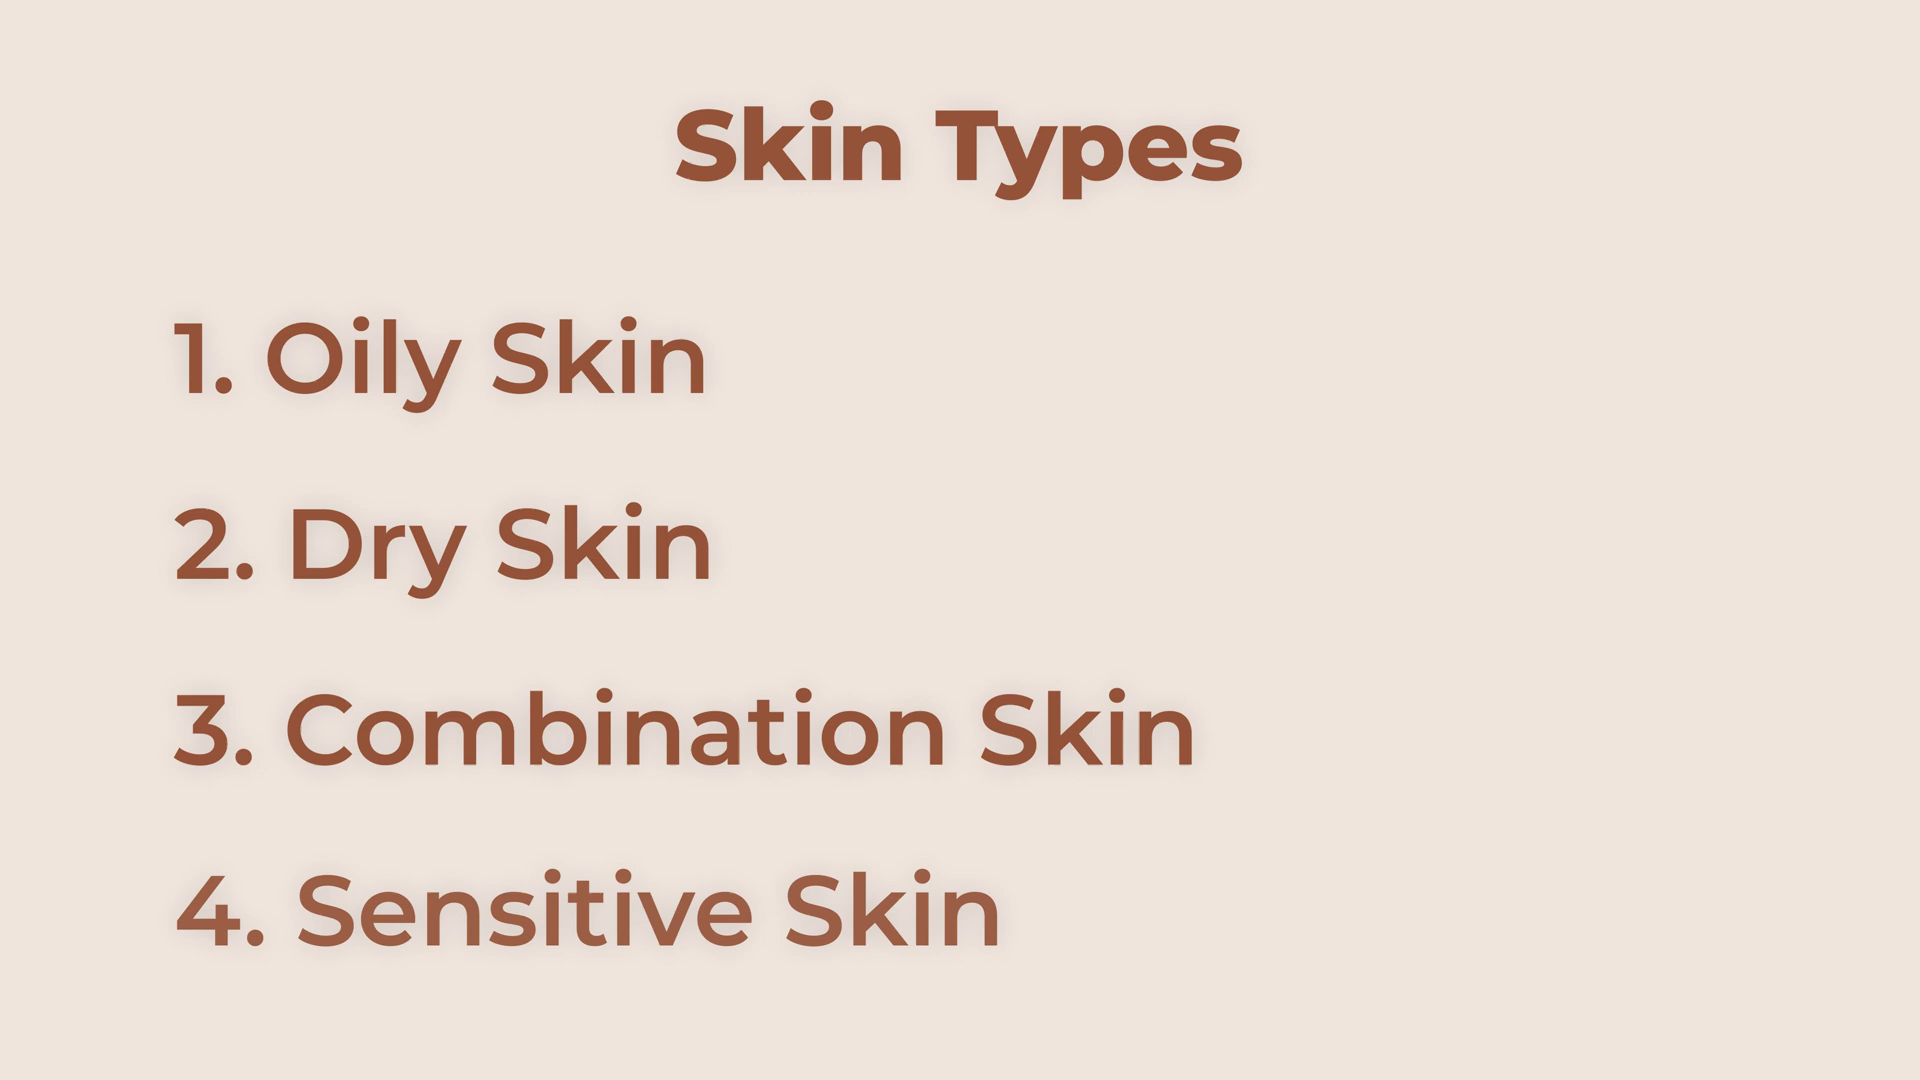 Skin Types
1. Oily Skin
2. Dry Skin
3. Combination Skin
4. Sensitive Skin